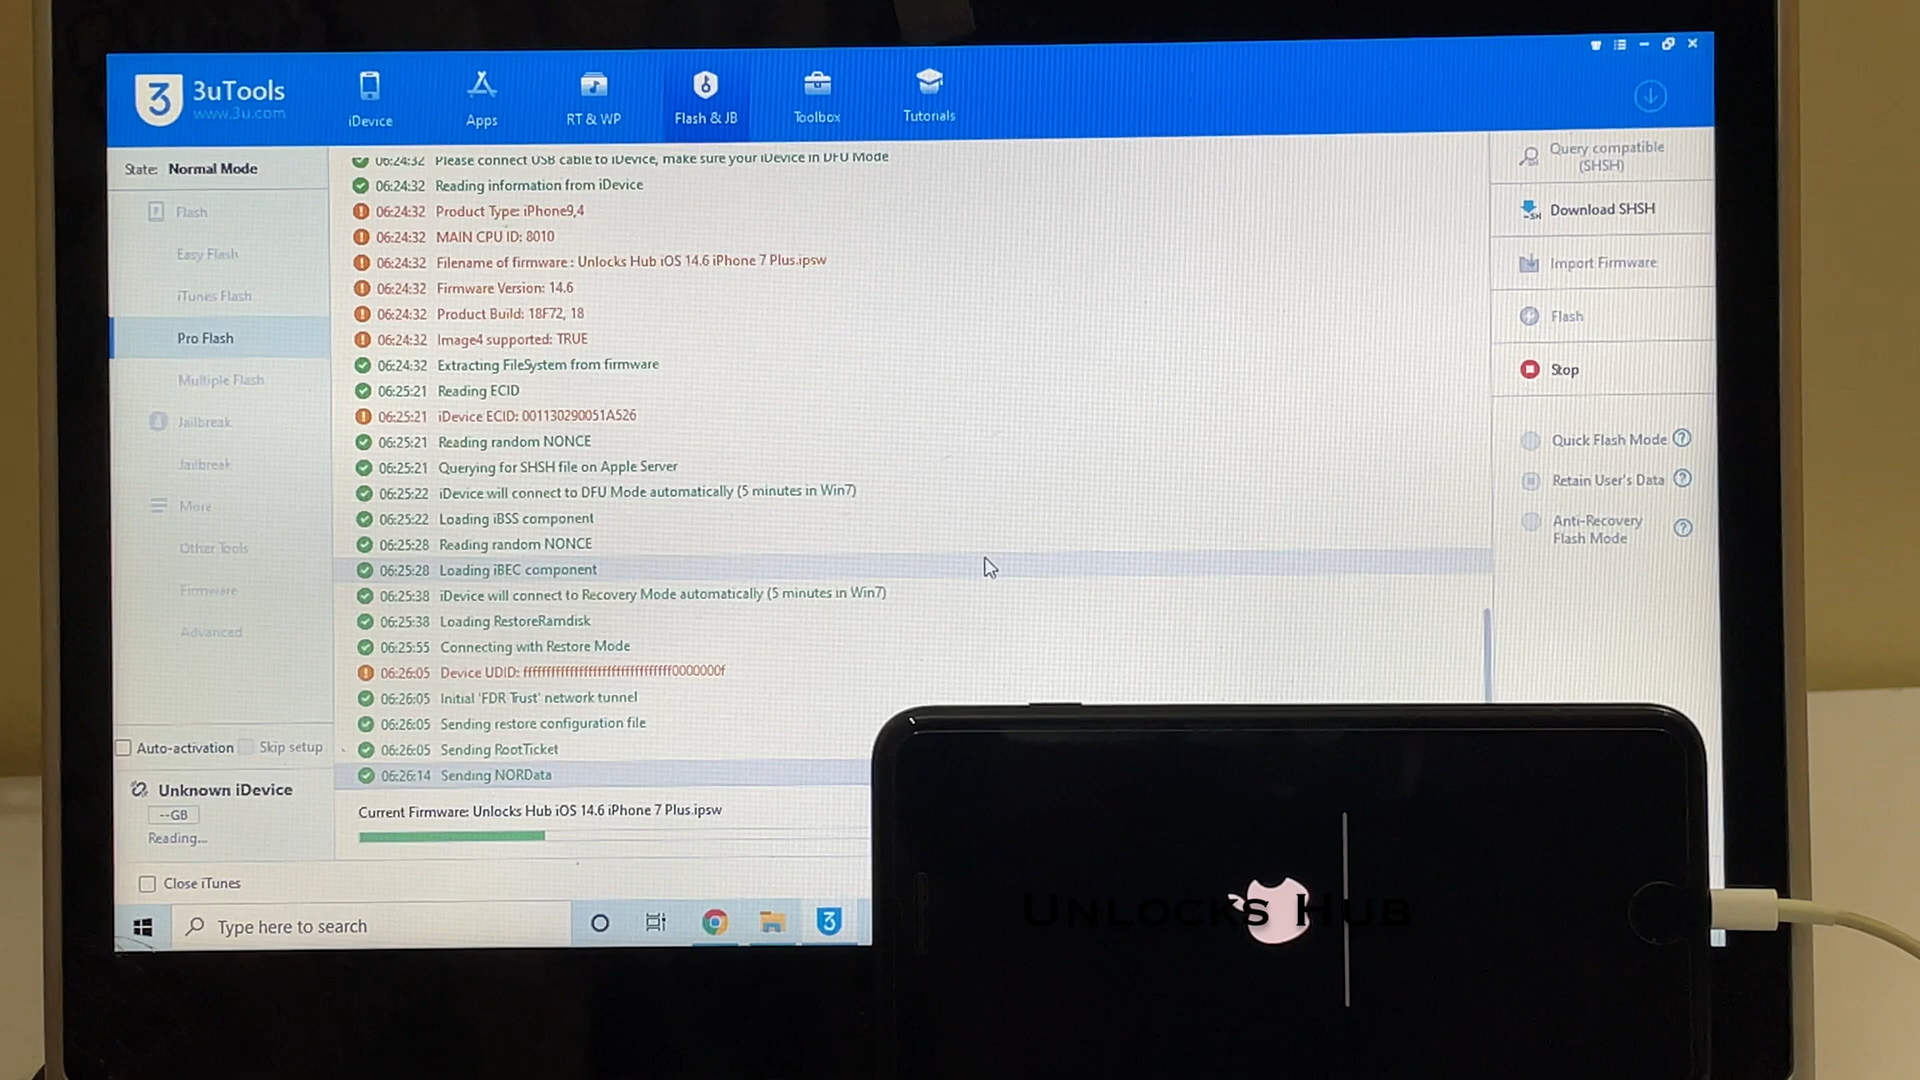 3 3uTools
www.3u.com
iDevice
Apps
RT & WP
Flash & JB
Toolbox
Tutorials
State: Normal Mode
Flash
Easy Flash
iTunes Flash
Pro Flash
Multiple Flash
Jailbreak
Jailbreak
More
Other Tools
Firmware
Advanced
Auto-activation Skip setup
Unknown iDevice
--GB
Reading...
Close iTunes
06:24:32 Please connect USB cable to iDevice, make sure your iDevice in DFU Mode
06:24:32 Reading information from iDevice
06:24:32 Product Type: iPhone9,4
06:24:32 MAIN CPU ID: 8010
06:24:32 Filename of firmware : Unlocks Hub iOS 14.6 iPhone 7 Plus.ipsw
06:24:32 Firmware Version: 14.6
06:24:32 Product Build: 18F72, 18
06:24:32 Image4 supported: TRUE
06:24:32 Extracting FileSystem from firmware
06:25:21 Reading ECID
06:25:21 iDevice ECID: 001130290051A526
06:25:21 Reading random NONCE
06:25:21 Querying for SHSH file on Apple Server
06:25:22 iDevice will connect to DFU Mode automatically (5 minutes in Win7)
06:25:22 Loading iBSS component
06:25:28 Reading random NONCE
06:25:28 Loading iBEC component
06:25:38 iDevice will connect to Recovery Mode automatically (5 minutes in Win7)
06:25:38 Loading RestoreRamdisk
06:25:55 Connecting with Restore Mode
06:26:05 Device UDID:
06:26:05 Initial 'FDR Trust' network tunnel
06:26:05 Sending restore configuration file
06:26:05 Sending RootTicket
06:26:14 Sending NORData
Current Firmware: Unlocks Hub iOS 14.6 iPhone 7 Plus.ipsw
Query compatible
(SHSH)
Download SHSH
Import Firmware
Flash
Stop
Quick Flash Mode ?
Retain User's Data ?
Anti-Recovery
Flash Mode ?
Type here to search
3
UNLOCKS HUB